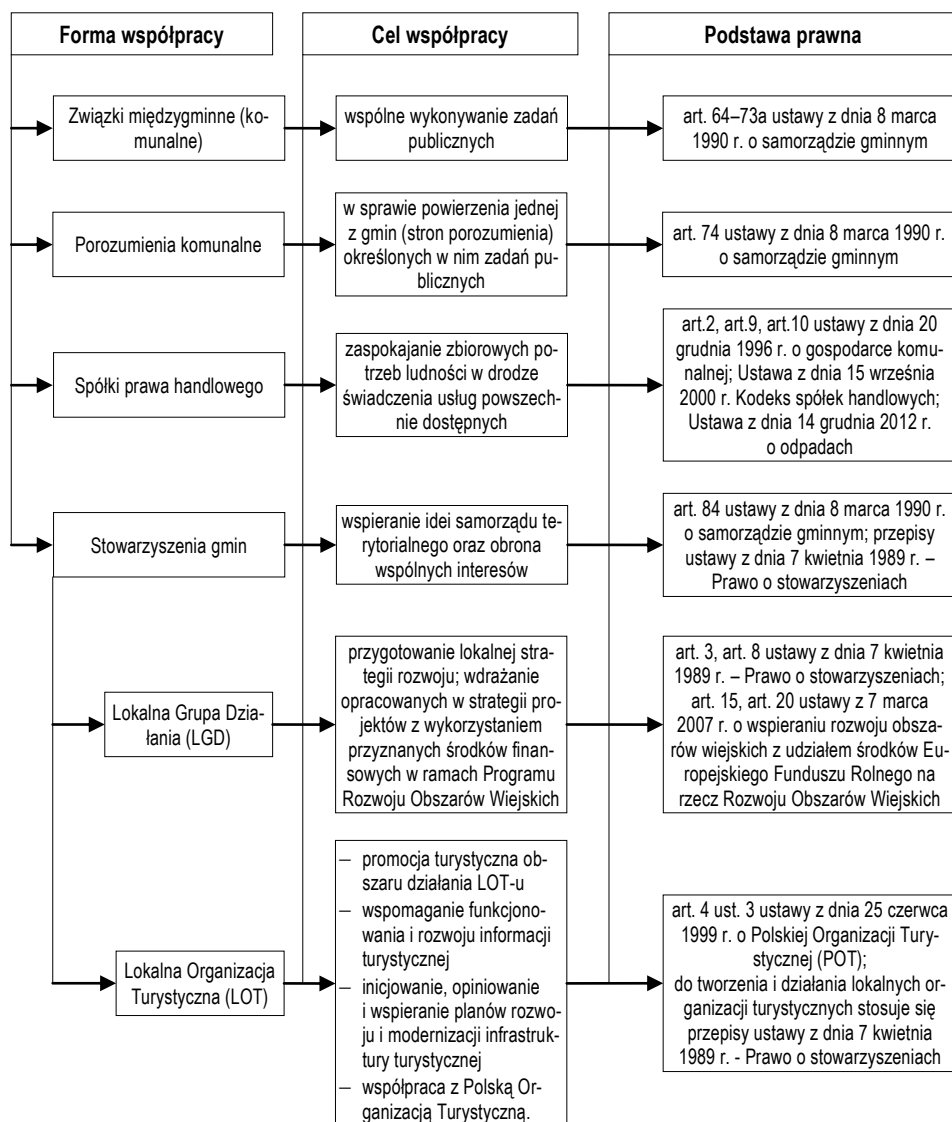 Forma współpracy
Cel współpracy
Podstawa prawna
Związki międzygminne (ko-
munalne)
wspólne wykonywanie zadań
publicznych
art. 64–73a ustawy z dnia 8 marca
1990 r. o samorządzie gminnym
Porozumienia komunalne
w sprawie powierzenia jednej
z gmin (stron porozumienia)
określonych w nim zadań pu-
blicznych
art. 74 ustawy z dnia 8 marca 1990 r.
o samorządzie gminnym
Spółki prawa handlowego
zaspokajanie zbiorowych po-
trzeb ludności w drodze
świadczenia usług powszech-
nie dostępnych
art.2, art.9, art.10 ustawy z dnia 20
grudnia 1996 r. o gospodarce komu-
nalnej; Ustawa z dnia 15 września
2000 r. Kodeks spółek handlowych;
Ustawa z dnia 14 grudnia 2012 r.
o odpadach
Stowarzyszenia gmin
wspieranie idei samorządu te-
rytorialnego oraz obrona
wspólnych interesów
art. 84 ustawy z dnia 8 marca 1990 r.
o samorządzie gminnym; przepisy
ustawy z dnia 7 kwietnia 1989 r. –
Prawo o stowarzyszeniach
Lokalna Grupa Dzia-
łania (LGD)
przygotowanie lokalnej strat-
egii rozwoju; wdrażanie
opracowanych w strategii pro-
jektów z wykorzystaniem
przyznanych środków finan-
sowych w ramach Programu
Rozwoju Obszarów Wiejskich
art. 3, art. 8 ustawy z dnia 7 kwietnia
1989 r. – Prawo o stowarzyszeniach;
art. 15, art. 20 ustawy z 7 marca
2007 r. o wspieraniu rozwoju obsza-
rów wiejskich z udziałem środków Eu-
ropejskiego Funduszu Rolnego na
rzecz Rozwoju Obszarów Wiejskich
Lokalna Organizacja
Turystyczna (LOT)
– promocja turystyczna ob-
szaru działania LOT-u
– wspomaganie funkcjono-
wania i rozwoju informacji
turystycznej
– inicjowanie, opiniowanie
i wspieranie planów rozwo-
ju i modernizacji infrastruk-
tury turystycznej
– współpraca z Polską Or-
ganizacją Turystyczną.
art. 4 ust. 3 ustawy z dnia 25 czerwca
1999 r. o Polskiej Organizacji Tury-
stycznej (POT);
do tworzenia i działania lokalnych or-
ganizacji turystycznych stosuje się
przepisy ustawy z dnia 7 kwietnia
1989 r. - Prawo o stowarzyszeniach